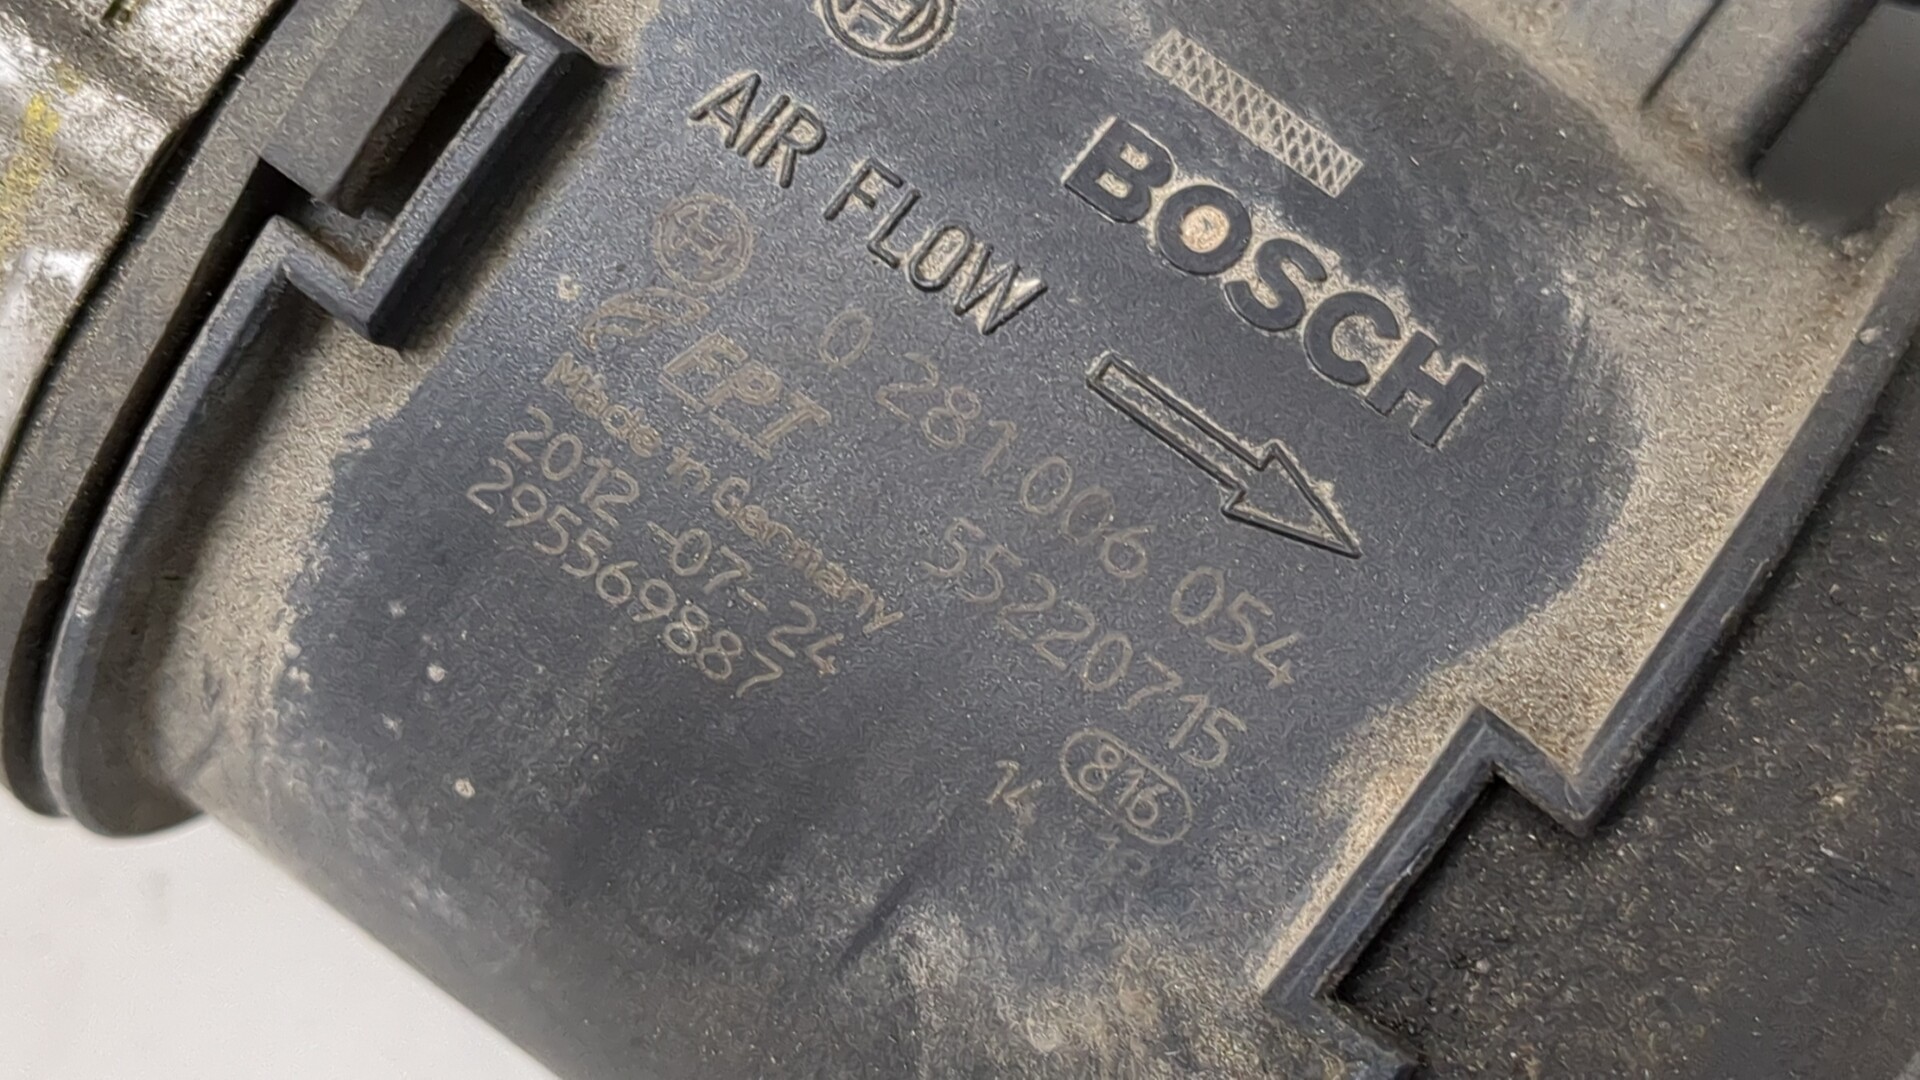 BOSCH
AIR FLOW
0 281 006 054
FPT
55220715
Made in Germany
2012-07-24
295569887
816
14